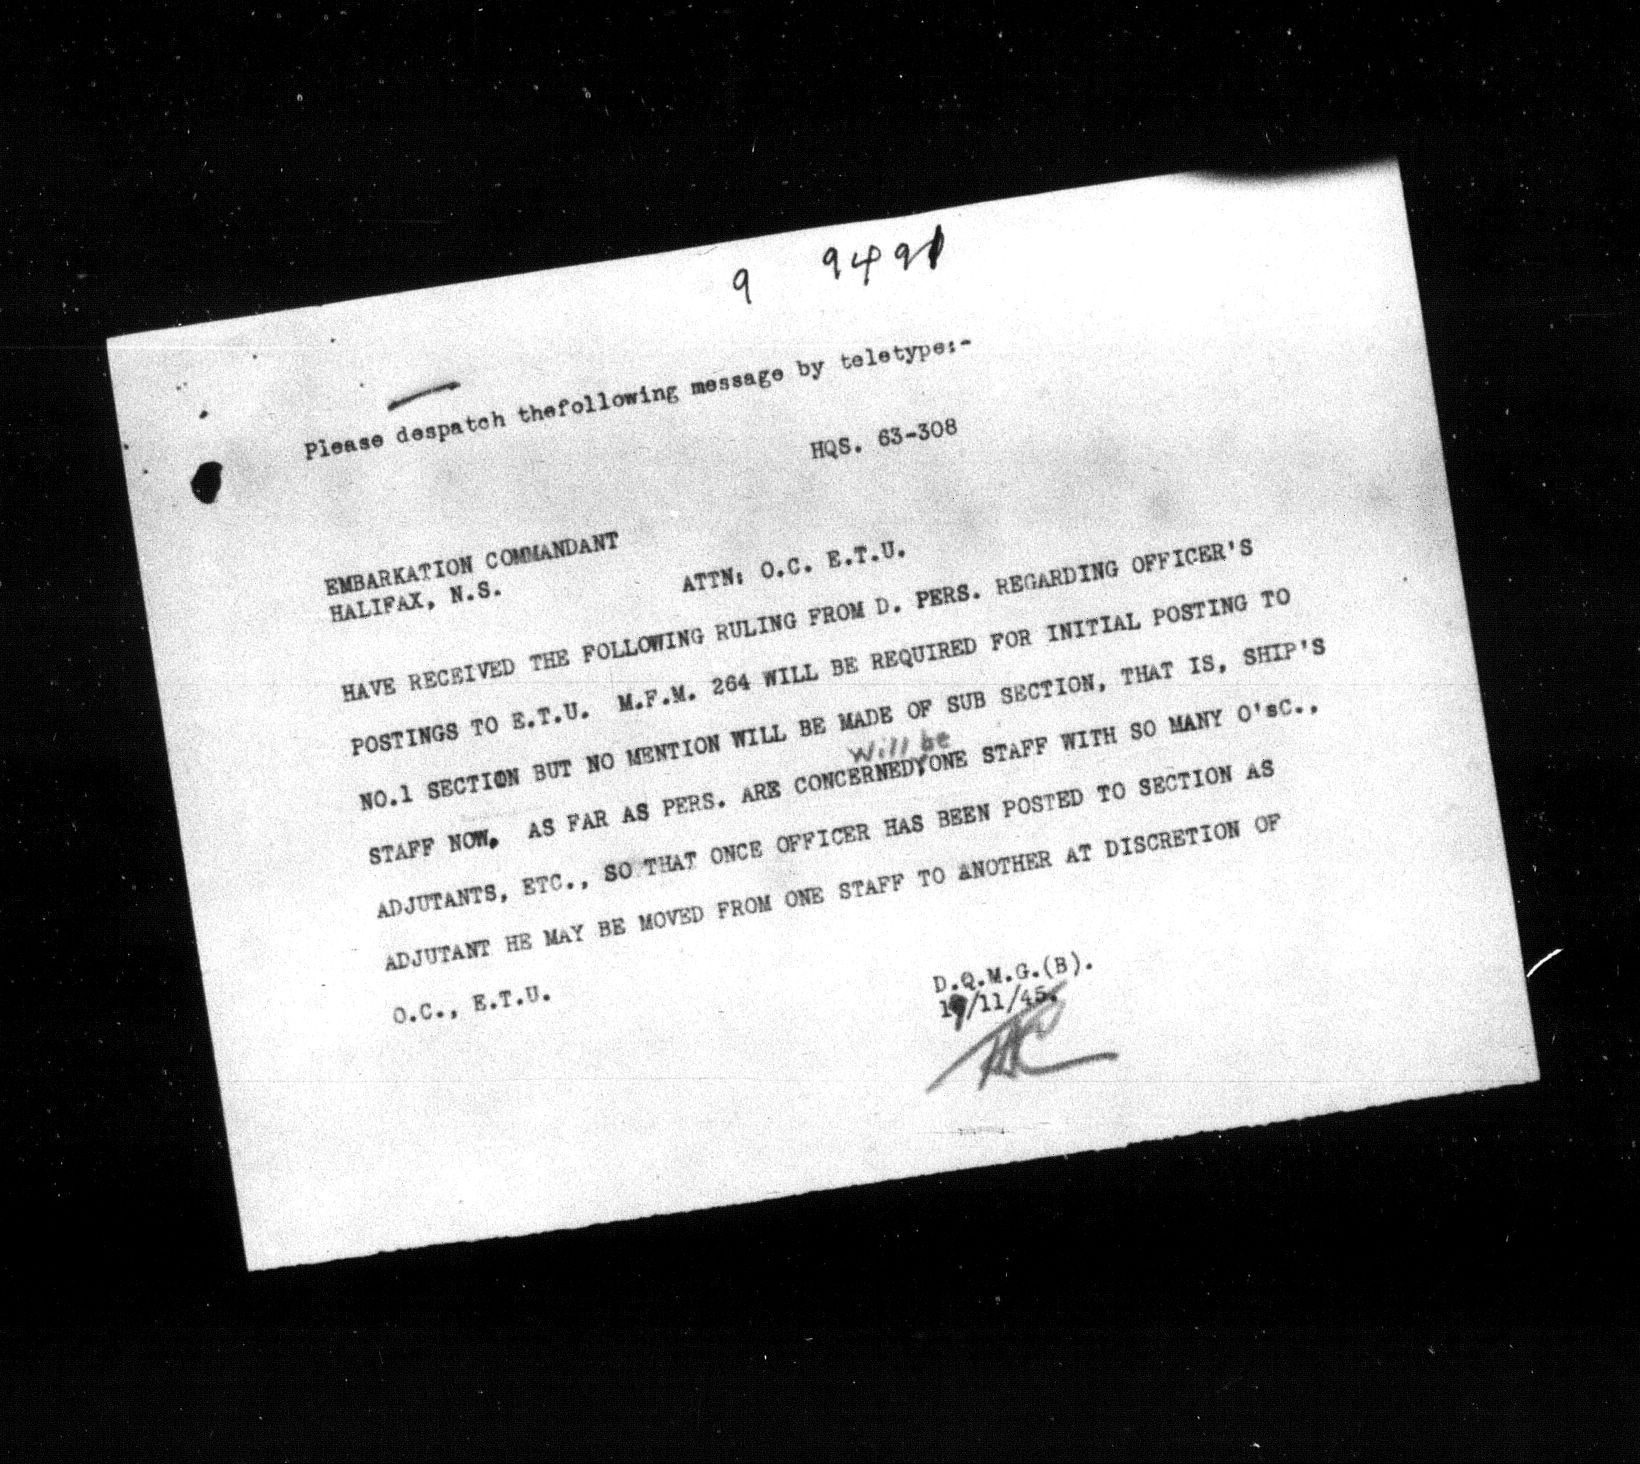 9 9491
Please despatch thefollowing message by teletype:-
HQS. 63-308
EMBARKATION COMMANDANT
HALIFAX, N.S.
ATTN: O.C. E.T.U.
HAVE RECEIVED THE FOLLOWING RULING FROM D. PERS. REGARDING OFFICER'S
POSTINGS TO E.T.U. M.F.M. 264 WILL BE REQUIRED FOR INITIAL POSTING TO
NO.1 SECTION BUT NO MENTION WILL BE MADE OF SUB SECTION, THAT IS, SHIP'S
will be
STAFF NOW. AS FAR AS PERS. ARE CONCERNED ONE STAFF WITH SO MANY O'sC.,
ADJUTANTS, ETC., SO THAT ONCE OFFICER HAS BEEN POSTED TO SECTION AS
ADJUTANT HE MAY BE MOVED FROM ONE STAFF TO ANOTHER AT DISCRETION OF
O.C., E.T.U.
D.Q.M.G.(B).
19/11/45.